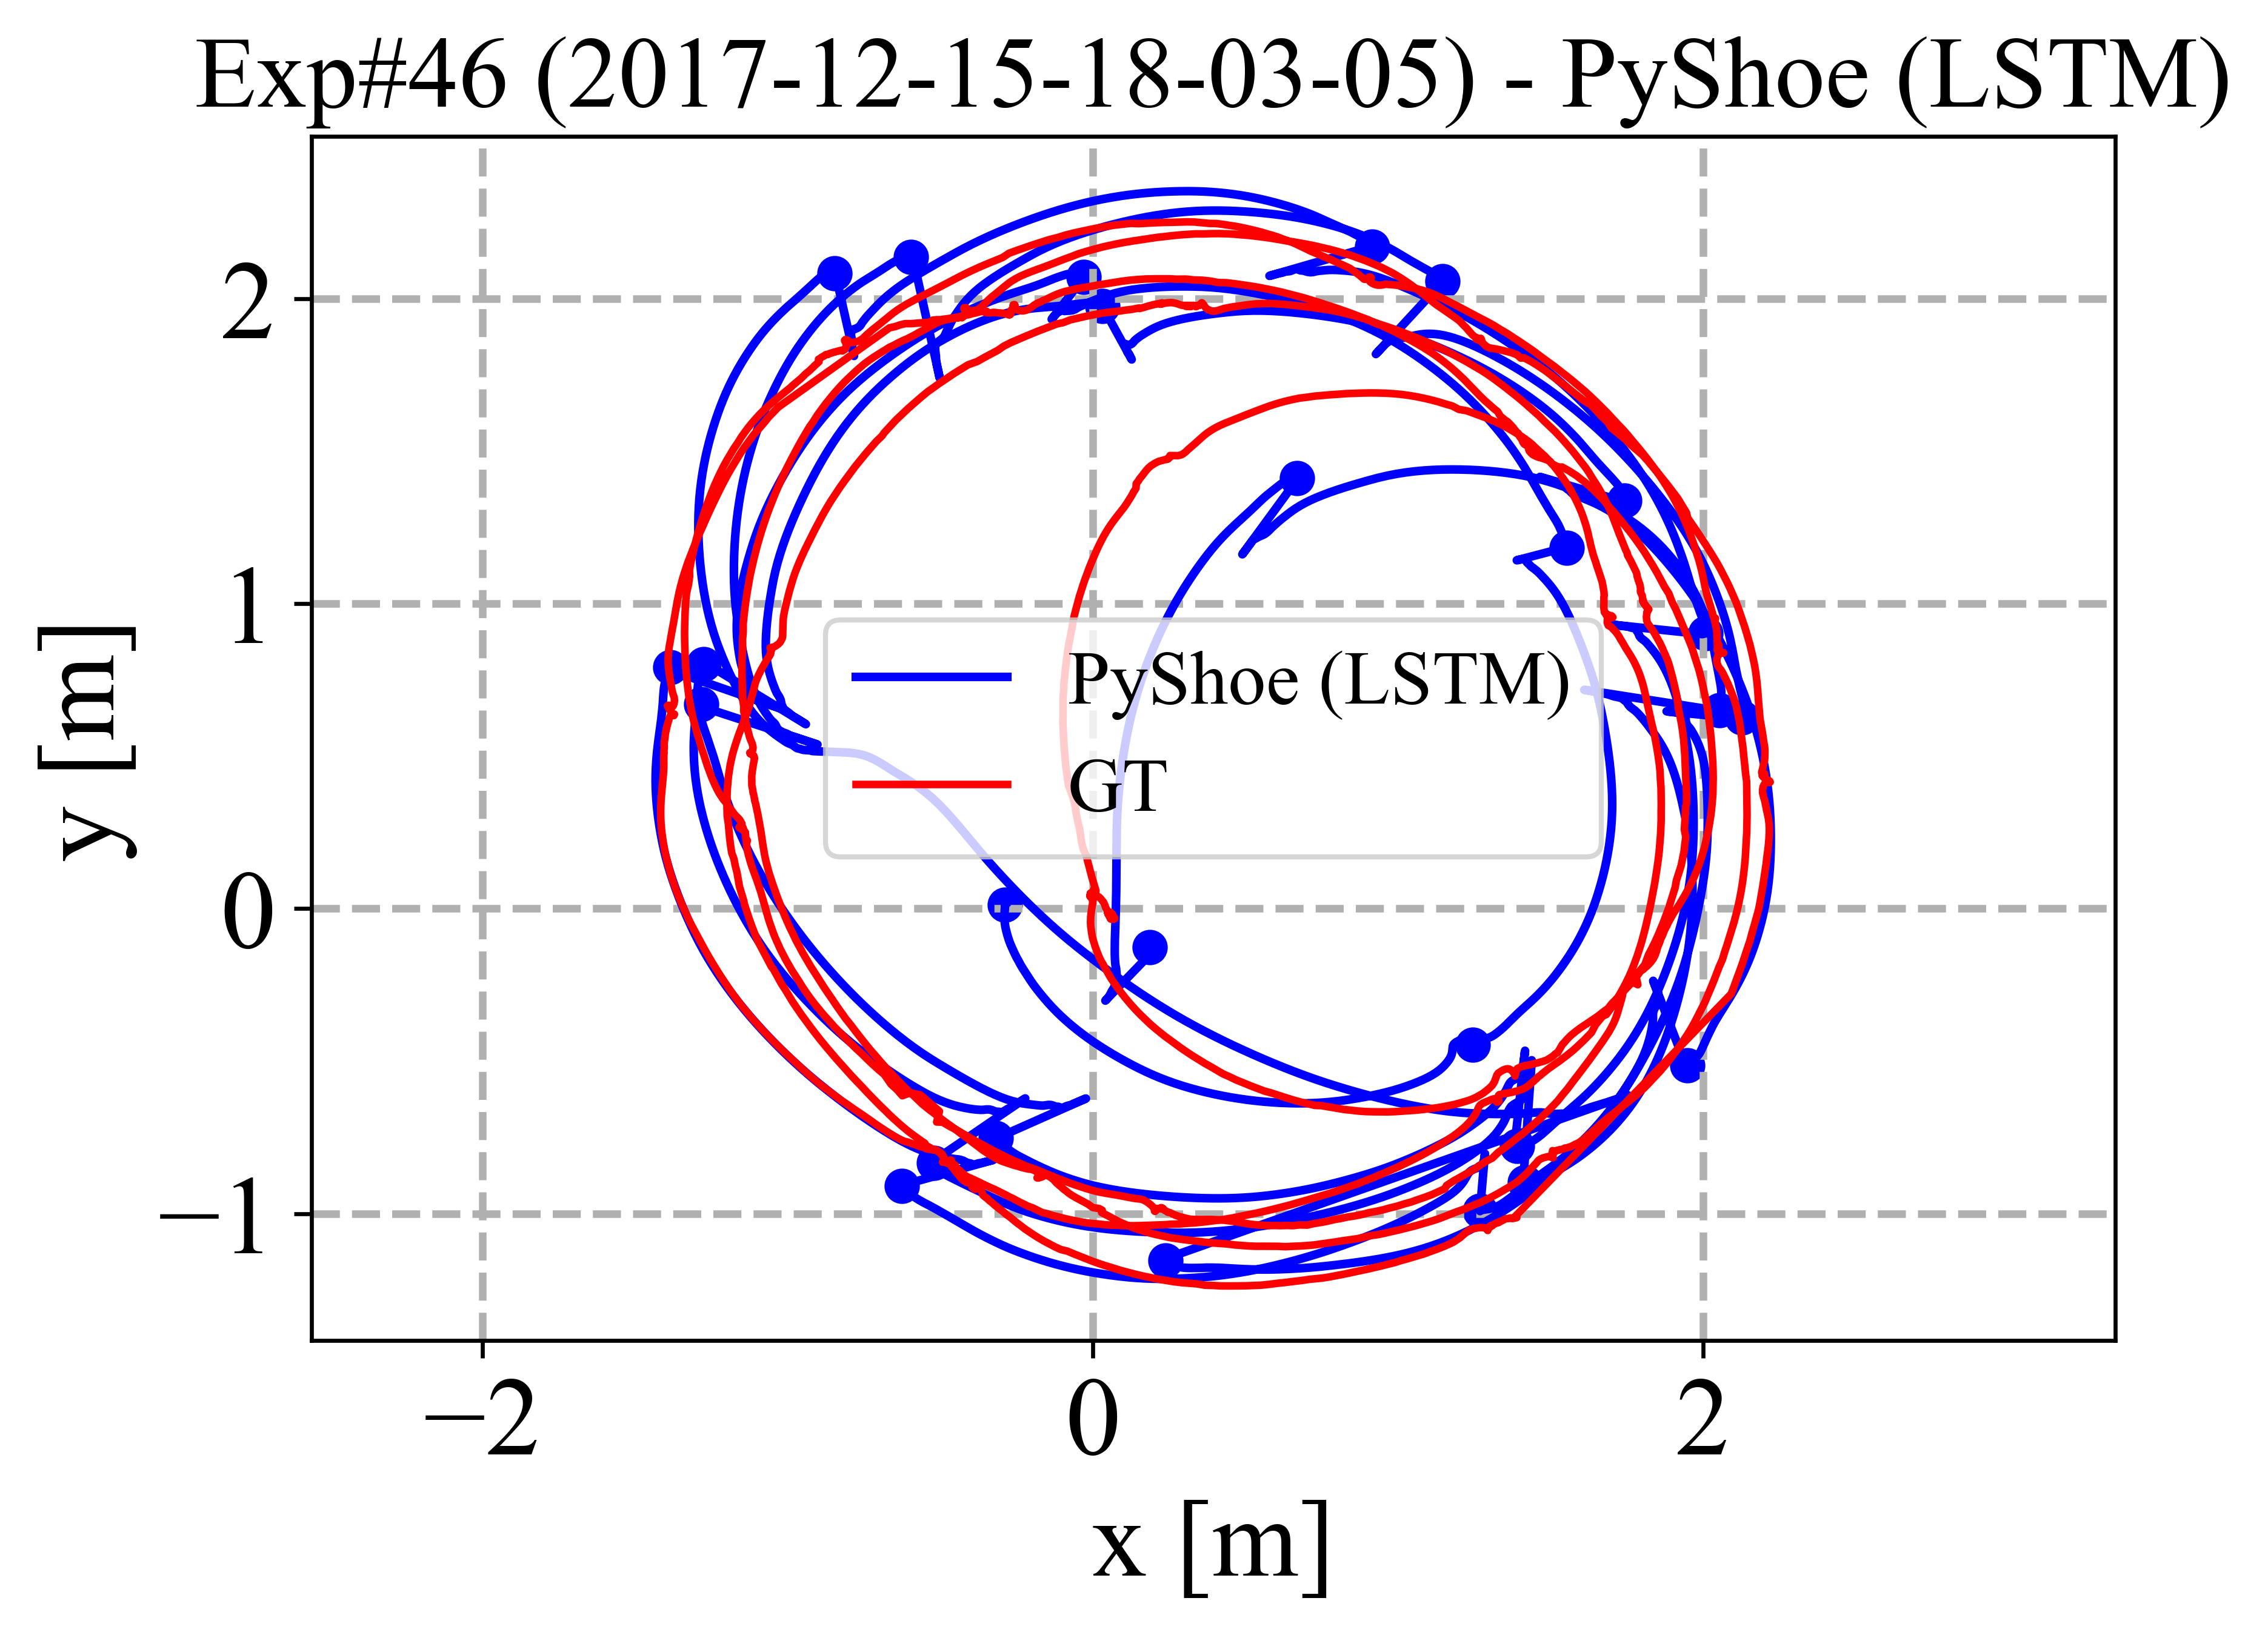 Exp#46 (2017-12-15-18-03-05) - PyShoe (LSTM)
2
1
0
−1
y [m]
PyShoe (LSTM)
GT
−2
0
2
x [m]